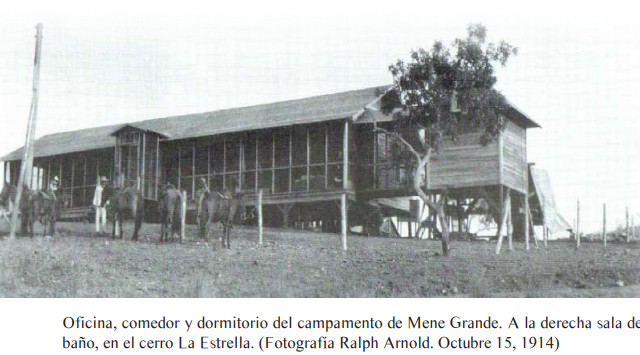 Oficina, comedor y dormitorio del campamento de Mene Grande. A la derecha sala de
baño, en el cerro La Estrella. (Fotografía Ralph Arnold. Octubre 15, 1914)